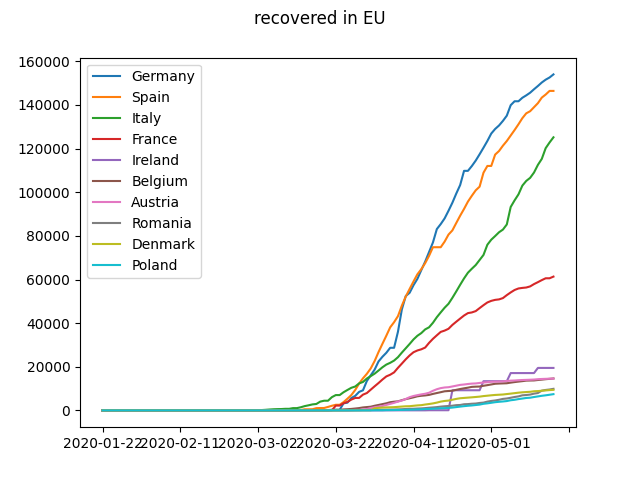 recovered in EU
160000
140000
120000
100000
80000
60000
40000
20000
0
Germany
Spain
Italy
France
Ireland
Belgium
Austria
Romania
Denmark
Poland
2020-01-22 2020-02-11 2020-03-02 2020-03-22 2020-04-11 2020-05-01